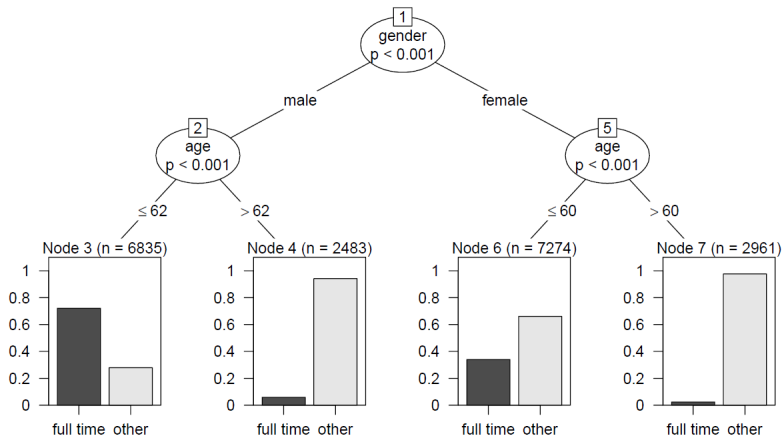 1
gender
p < 0.001
male
female
2
age
p < 0.001
5
age
p < 0.001
≤ 62
> 62
≤ 60
> 60
Node 3 (n = 6835)
1
0.8
0.6
0.4
0.2
0
full time other
Node 4 (n = 2483)
1
0.8
0.6
0.4
0.2
0
full time other
Node 6 (n = 7274)
1
0.8
0.6
0.4
0.2
0
full time other
Node 7 (n = 2961)
1
0.8
0.6
0.4
0.2
0
full time other